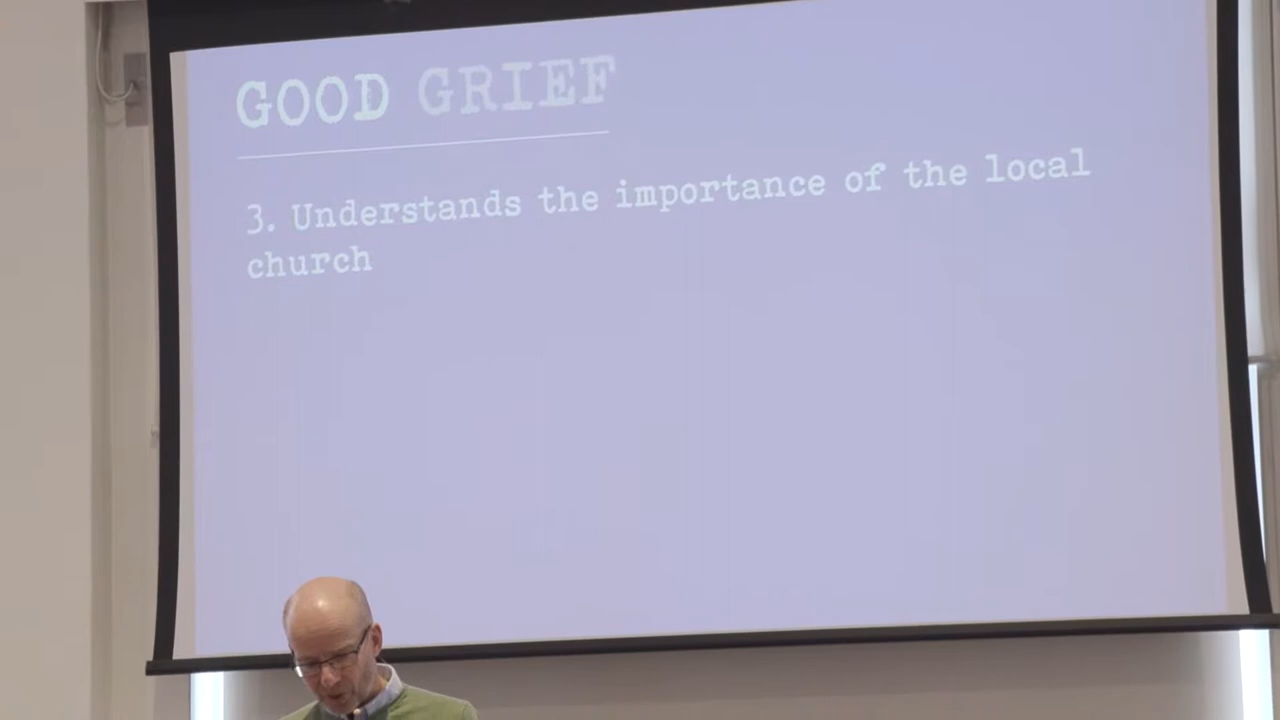 GOOD GRIEF
3. Understands the importance of the local
church